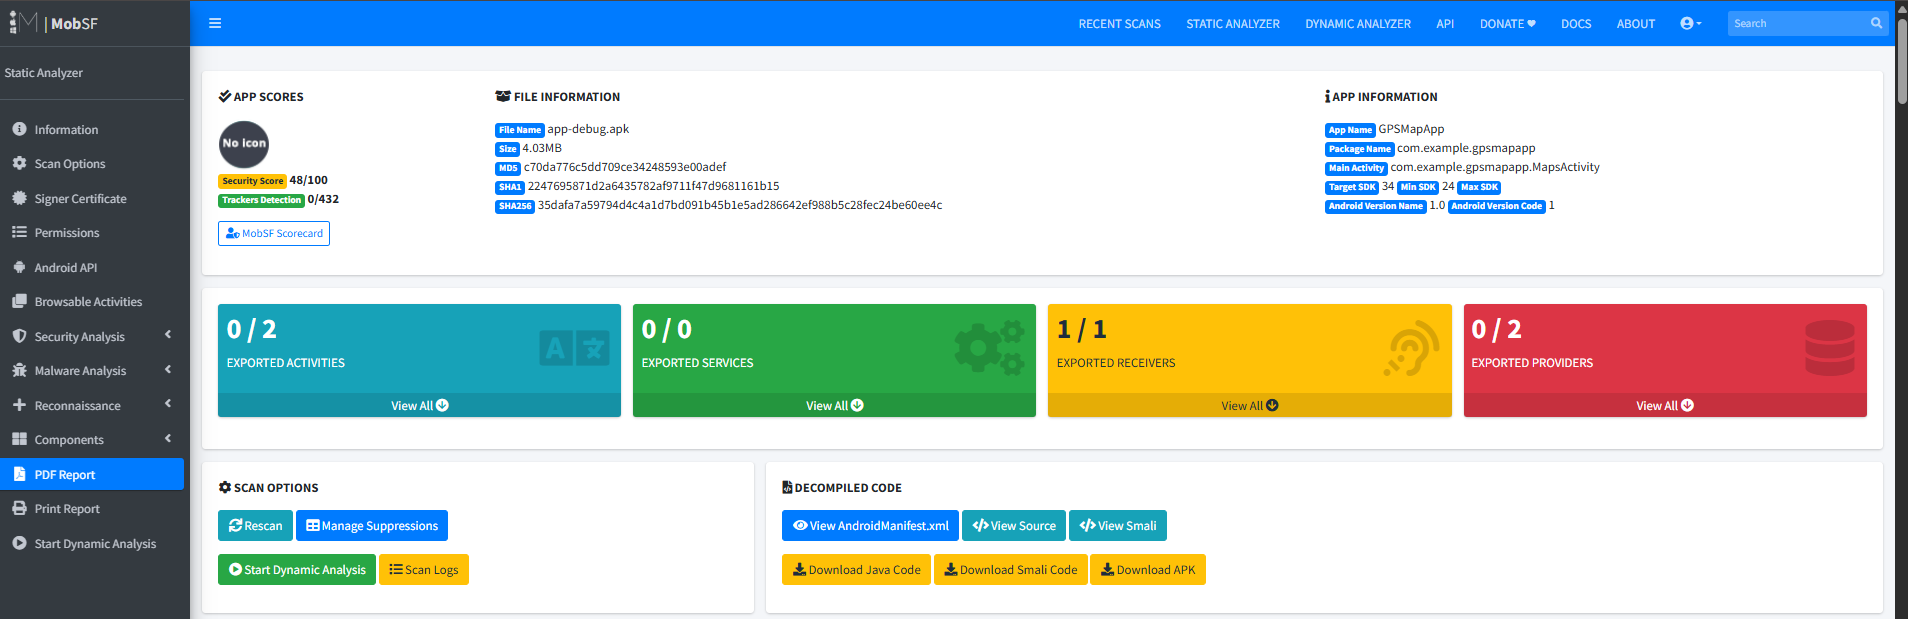 M | MobSF
RECENT SCANS STATIC ANALYZER DYNAMIC ANALYZER API DONATE ♥ DOCS ABOUT Search
Static Analyzer
Information
Scan Options
Signer Certificate
Permissions
Android API
Browsable Activities
Security Analysis
Malware Analysis
Reconnaissance
Components
PDF Report
Print Report
Start Dynamic Analysis
APP SCORES
No Icon
Security Score 48/100
Trackers Detection 0/432
MobSF Scorecard
FILE INFORMATION
File Name app-debug.apk
Size 4.03MB
MD5 c70da776c5dd709ce34248593e00adef
SHA1 2247695871d2a6435782af9711f47d9681161b15
SHA256 35dafa7a59794d4c4a1d7bd091b45b1e5ad286642ef988b5c28fec24be60ee4c
APP INFORMATION
App Name GPSMapApp
Package Name com.example.gpsmapapp
Main Activity com.example.gpsmapapp.MapsActivity
Target SDK 34 Min SDK 24 Max SDK
Android Version Name 1.0 Android Version Code 1
0 / 2
EXPORTED ACTIVITIES
View All
0 / 0
EXPORTED SERVICES
View All
1 / 1
EXPORTED RECEIVERS
View All
0 / 2
EXPORTED PROVIDERS
View All
SCAN OPTIONS
Rescan Manage Suppressions
Start Dynamic Analysis Scan Logs
DECOMPILED CODE
View AndroidManifest.xml View Source View Smali
Download Java Code Download Smali Code Download APK